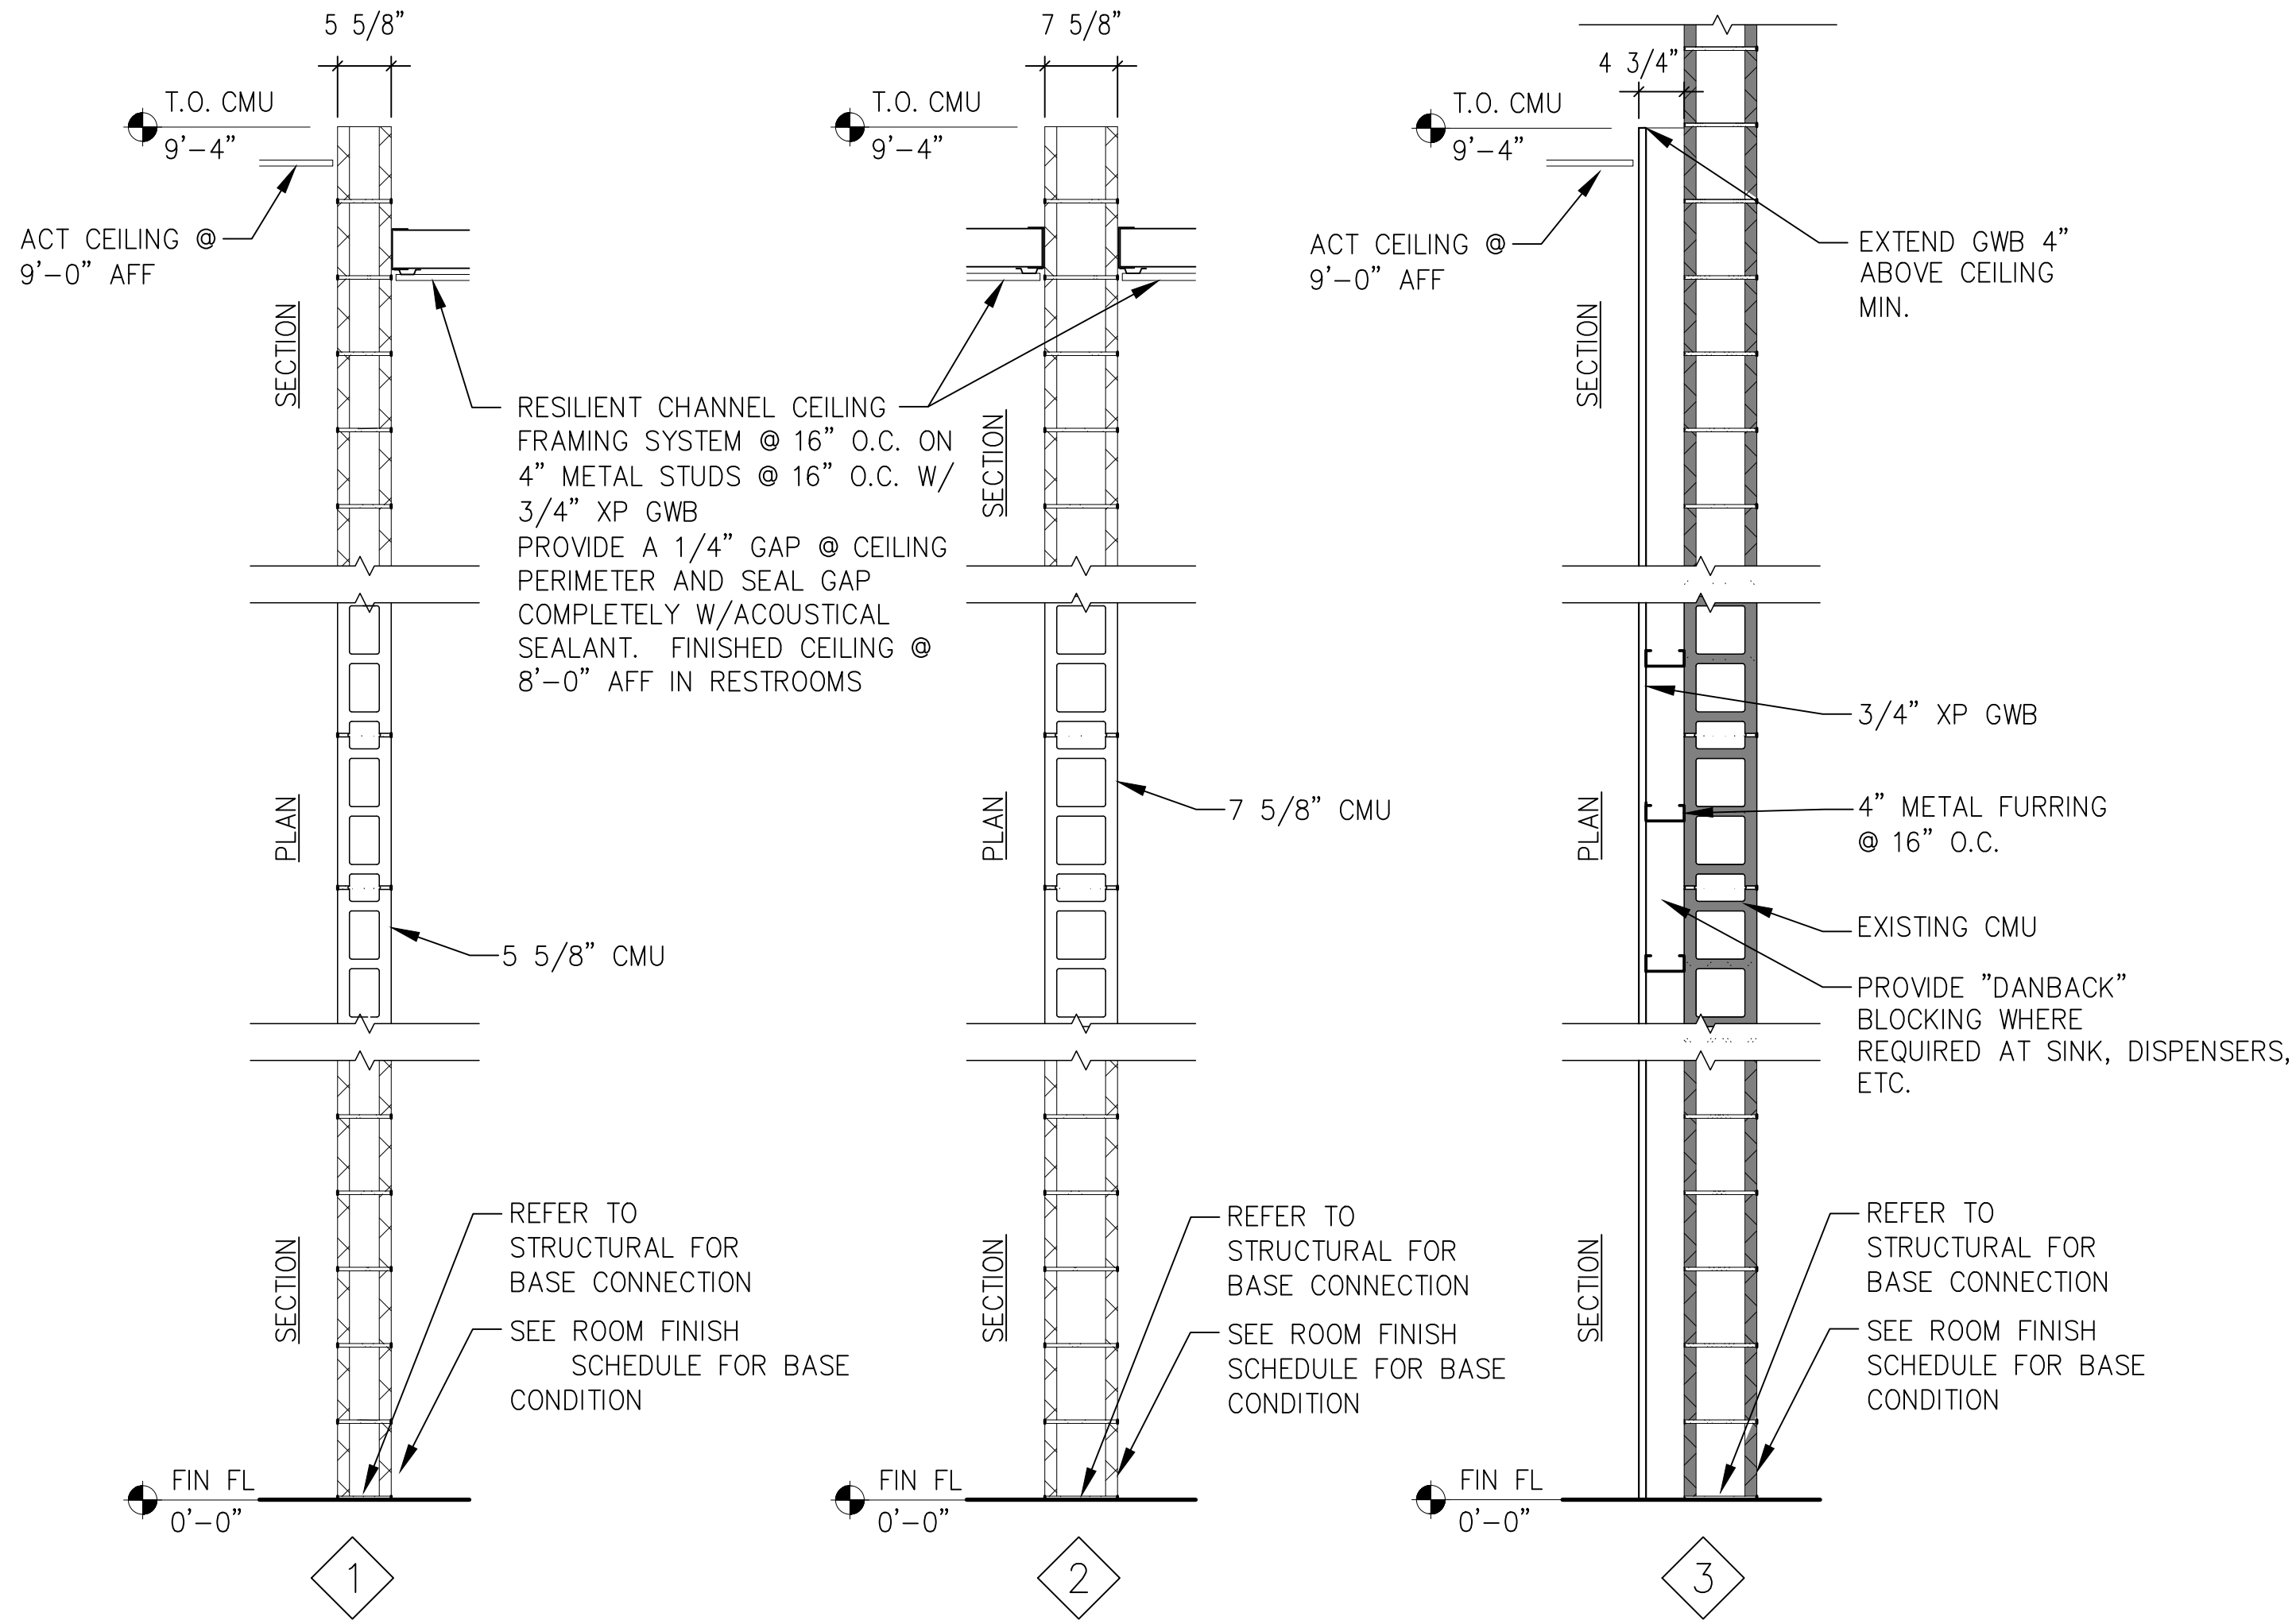 5 5/8”
T.O. CMU
9’-4”
ACT CEILING @
9’-0” AFF
SECTION
RESILIENT CHANNEL CEILING
FRAMING SYSTEM @ 16” O.C. ON
4” METAL STUDS @ 16” O.C. W/
3/4” XP GWB
PROVIDE A 1/4” GAP @ CEILING
PERIMETER AND SEAL GAP
COMPLETELY W/ACOUSTICAL
SEALANT. FINISHED CEILING @
8’-0” AFF IN RESTROOMS
PLAN
5 5/8” CMU
SECTION
REFER TO
STRUCTURAL FOR
BASE CONNECTION
SEE ROOM FINISH
SCHEDULE FOR BASE
CONDITION
FIN FL
0’-0”
1
7 5/8”
T.O. CMU
9’-4”
SECTION
PLAN
7 5/8” CMU
SECTION
REFER TO
STRUCTURAL FOR
BASE CONNECTION
SEE ROOM FINISH
SCHEDULE FOR BASE
CONDITION
FIN FL
0’-0”
2
4 3/4”
T.O. CMU
9’-4”
ACT CEILING @
9’-0” AFF
EXTEND GWB 4”
ABOVE CEILING
MIN.
SECTION
3/4” XP GWB
PLAN
4” METAL FURRING
@ 16” O.C.
EXISTING CMU
PROVIDE ”DANBACK”
BLOCKING WHERE
REQUIRED AT SINK, DISPENSERS,
ETC.
SECTION
REFER TO
STRUCTURAL FOR
BASE CONNECTION
SEE ROOM FINISH
SCHEDULE FOR BASE
CONDITION
FIN FL
0’-0”
3